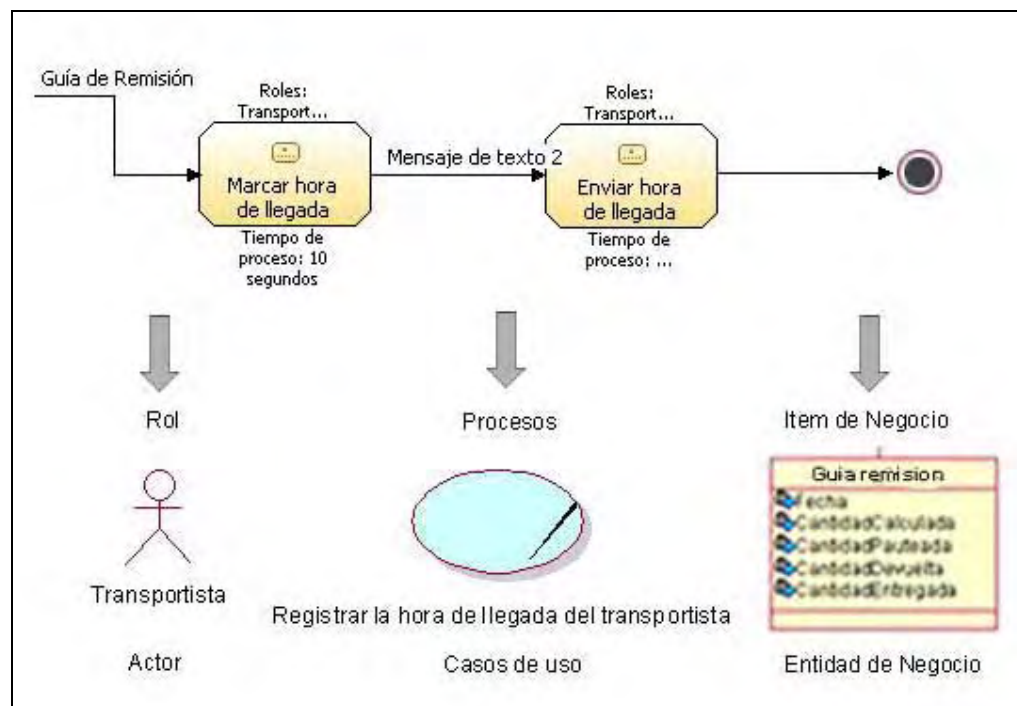 Guía de Remisión
Roles:
Transport...
Marcar hora
de llegada
Tiempo de
proceso: 10
segundos
Mensaje de texto 2
Roles:
Transport...
Enviar hora
de llegada
Tiempo de
proceso: ...
Rol
Procesos
Item de Negocio
Transportista
Registrar la hora de llegada del transportista
Guia remision
Fecha
CantidadCalculada
CantidadPauteada
CantidadDevuelta
CantidadEntregada
Actor
Casos de uso
Entidad de Negocio